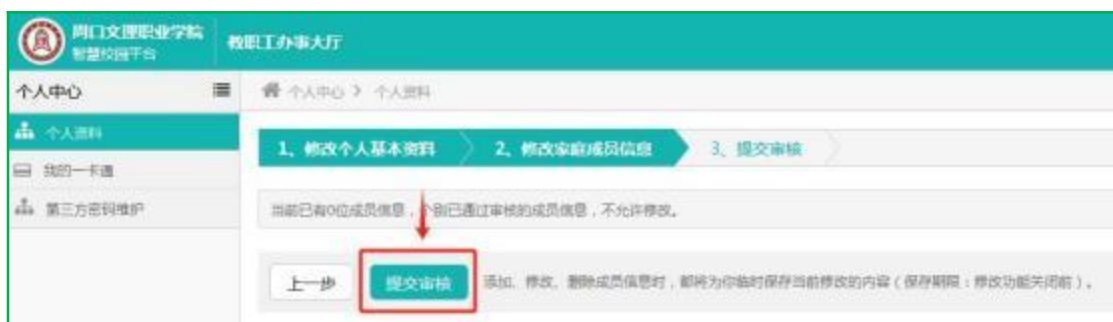 周口文理职业学院
智慧校园平台
教职工办事大厅
个人中心
个人中心 > 个人资料
个人资料
1、修改个人基本资料
2、修改家庭成员信息
3、提交审核
我的一卡通
第三方密码维护
当前已有0位成员信息，个别已通过审核的成员信息，不允许修改。
上一步
提交审核
添加、修改、删除成员信息时，都将为你临时保存当前修改的内容（保存期限：修改功能关闭前）。